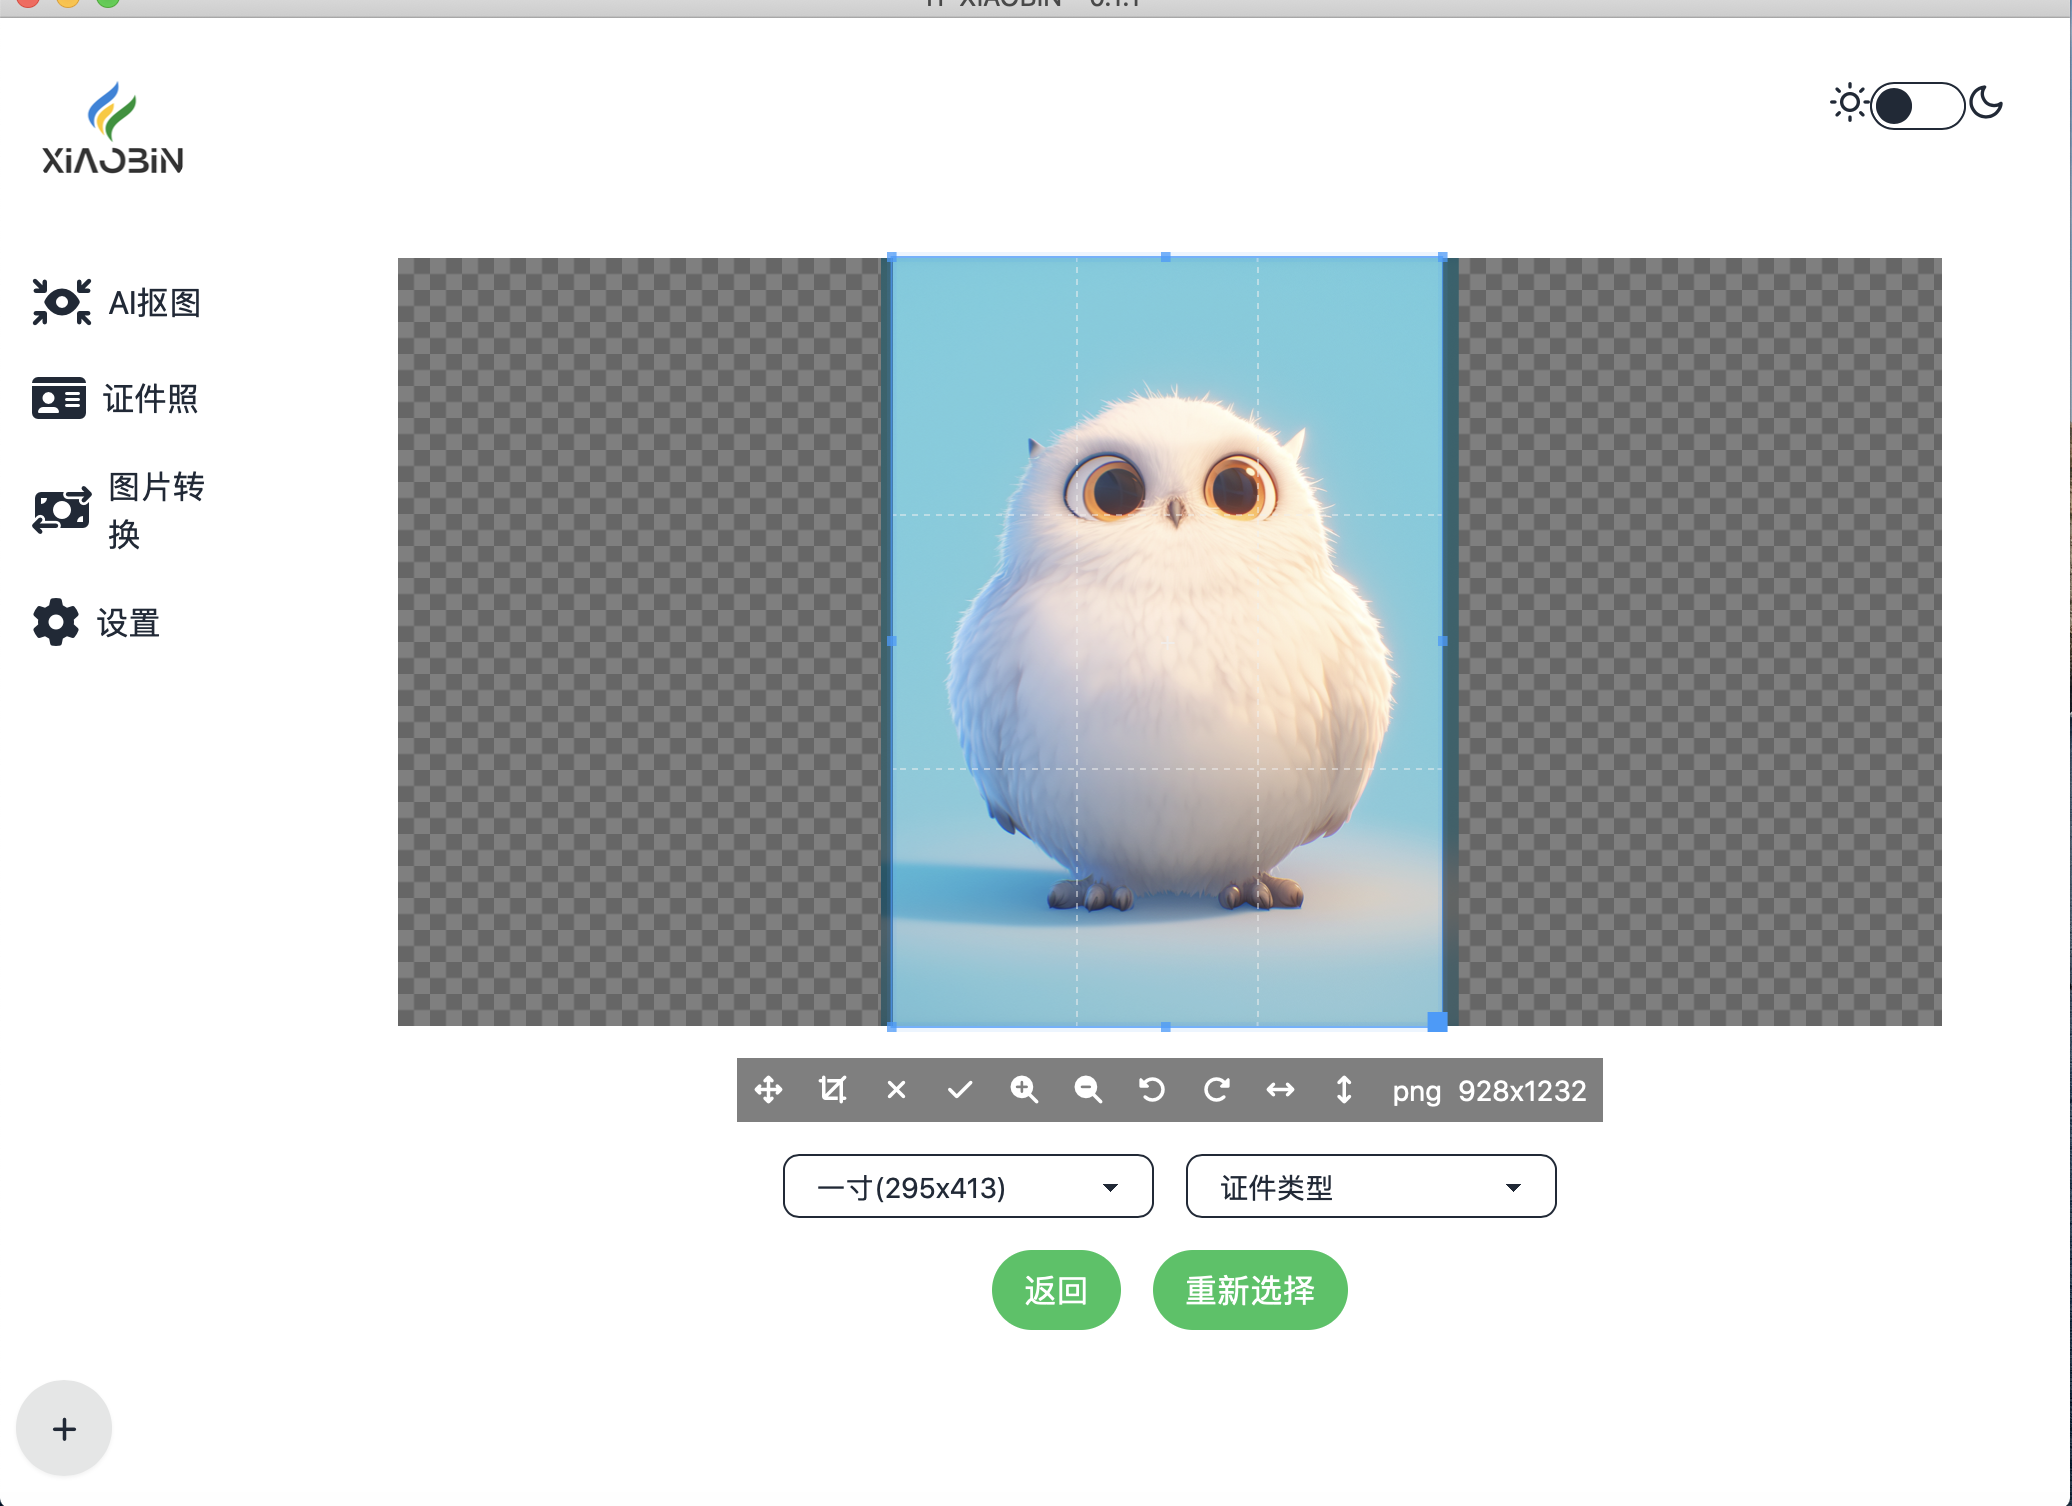 XiAOBiN
AI抠图
证件照
图片转
换
设置
png 928x1232
一寸(295x413)
证件类型
返回
重新选择